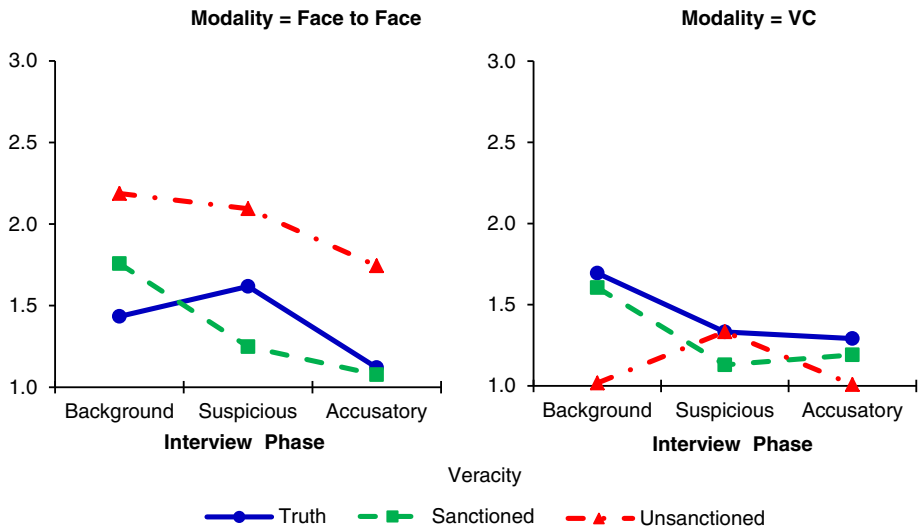 Modality = Face to Face
3.0
2.5
2.0
1.5
1.0
Background Suspicious Accusatory
Interview Phase
Modality = VC
3.0
2.5
2.0
1.5
1.0
Background Suspicious Accusatory
Interview Phase
Veracity
Truth Sanctioned Unsanctioned